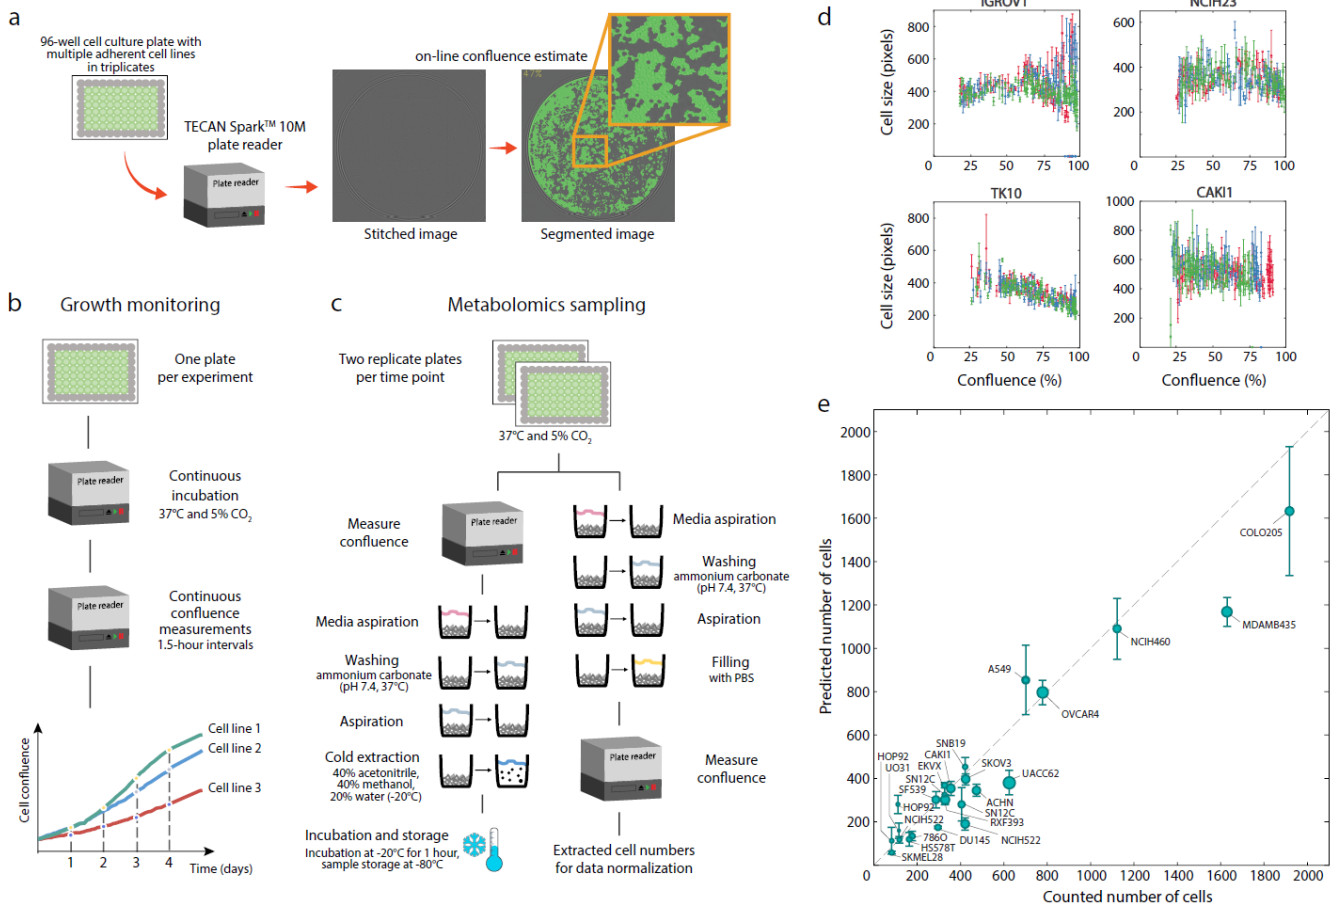 a
96-well cell culture plate with
multiple adherent cell lines
in triplicates
TECAN Spark™ 10M
plate reader
Plate reader
on-line confluence estimate
47%
Stitched image
Segmented image
b
Growth monitoring
One plate
per experiment
Plate reader
Continuous
incubation
37°C and 5% CO₂
Plate reader
Continuous
confluence
measurements
1.5-hour intervals
Cell confluence
Cell line 1
Cell line 2
Cell line 3
1
2
3
4
Time (days)
c
Metabolomics sampling
Two replicate plates
per time point
37°C and 5% CO₂
Measure
confluence
Plate reader
Media aspiration
Washing
ammonium carbonate
(pH 7.4, 37°C)
Aspiration
Cold extraction
40% acetonitrile,
40% methanol,
20% water (-20°C)
Incubation and storage
Incubation at -20°C for 1 hour,
sample storage at -80°C
Media aspiration
Washing
ammonium carbonate
(pH 7.4, 37°C)
Aspiration
Filling
with PBS
Plate reader
Measure
confluence
Extracted cell numbers
for data normalization
d
IGROV1
Cell size (pixels)
800
600
400
200
0
25
50
75
100
NCIH23
600
400
200
0
25
50
75
100
TK10
Cell size (pixels)
800
600
400
200
0
25
50
75
100
Confluence (%)
CAKI1
1000
800
600
400
200
0
25
50
75
100
Confluence (%)
e
Predicted number of cells
2000
1800
1600
1400
1200
1000
800
600
400
200
0
200
400
600
800
1000
1200
1400
1600
1800
2000
Counted number of cells
COLO205
MDAMB435
NCIH460
A549
OVCAR4
SNB19
HOP92
CAKI1
UO31
EKVX
SKOV3
UACC62
SN12C
SF539
ACHN
HOP92
SN12C
NCIH522
RXF393
786O
DU145
NCIH522
HS578T
SKMEL28